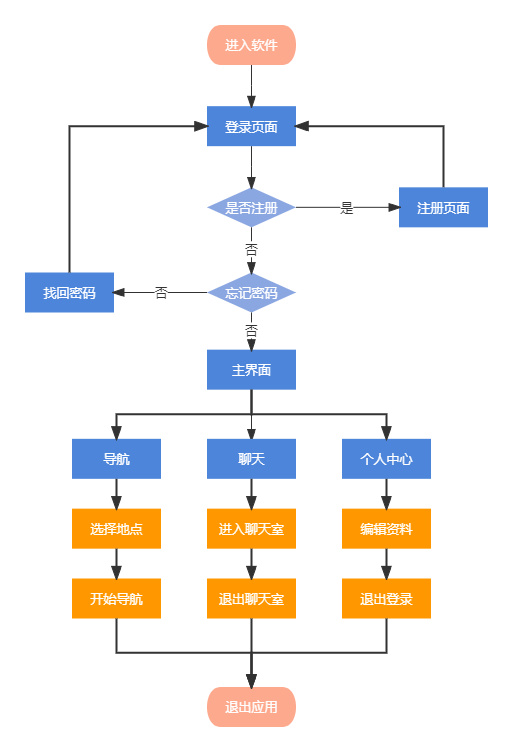 进入软件
登录页面
是否注册
是
注册页面
否
找回密码
否
忘记密码
否
主界面
导航
聊天
个人中心
选择地点
进入聊天室
编辑资料
开始导航
退出聊天室
退出登录
退出应用